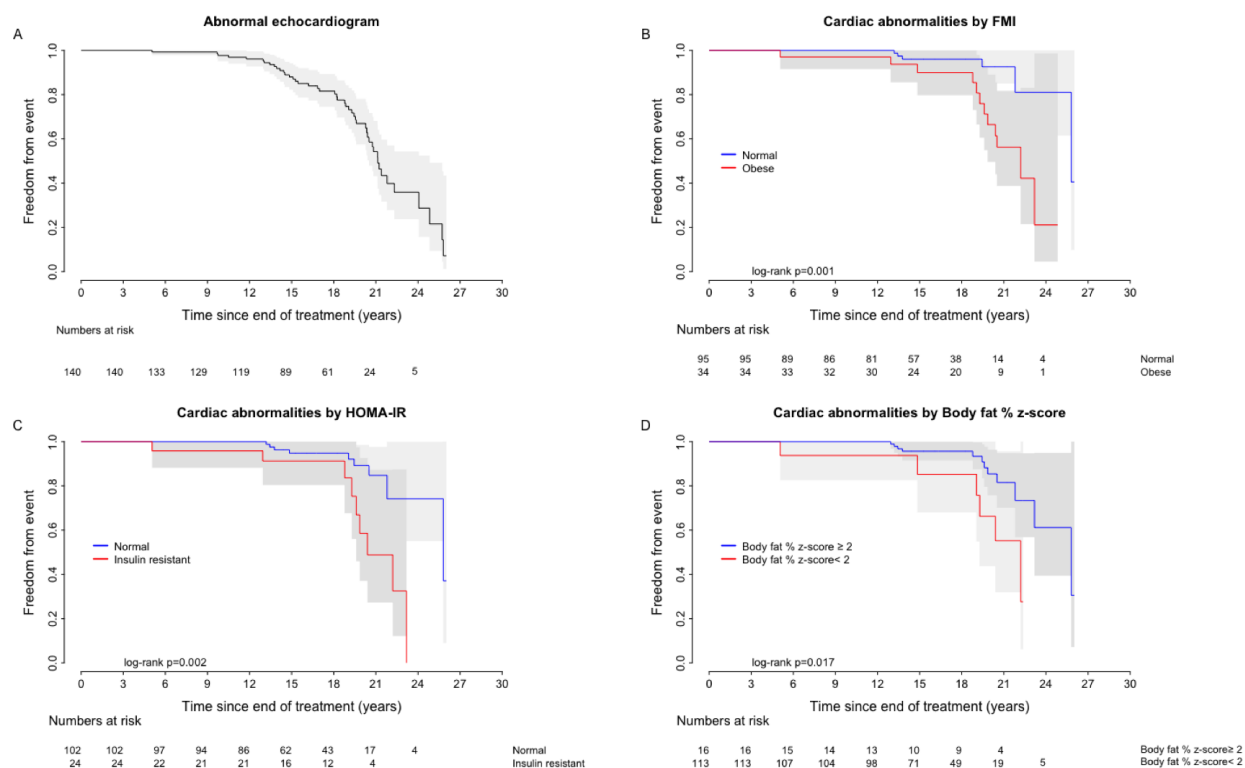 A
Abnormal echocardiogram
Freedom from event
0.0 0.2 0.4 0.6 0.8 1.0
0 3 6 9 12 15 18 21 24 27 30
Time since end of treatment (years)
Numbers at risk
140 140 133 129 119 89 61 24 5
B
Cardiac abnormalities by FMI
Freedom from event
0.0 0.2 0.4 0.6 0.8 1.0
Normal
Obese
log-rank p=0.001
0 3 6 9 12 15 18 21 24 27 30
Time since end of treatment (years)
Numbers at risk
95 95 89 86 81 57 38 14 4 Normal
34 34 33 32 30 24 20 9 1 Obese
C
Cardiac abnormalities by HOMA-IR
Freedom from event
0.0 0.2 0.4 0.6 0.8 1.0
Normal
Insulin resistant
log-rank p=0.002
0 3 6 9 12 15 18 21 24 27 30
Time since end of treatment (years)
Numbers at risk
102 102 97 94 86 62 43 17 4 Normal
24 24 22 21 21 16 12 4 Insulin resistant
D
Cardiac abnormalities by Body fat % z-score
Freedom from event
0.0 0.2 0.4 0.6 0.8 1.0
Body fat % z-score ≥ 2
Body fat % z-score< 2
log-rank p=0.017
0 3 6 9 12 15 18 21 24 27 30
Time since end of treatment (years)
Numbers at risk
16 16 15 14 13 10 9 4 Body fat % z-score≥ 2
113 113 107 104 98 71 49 19 5 Body fat % z-score< 2